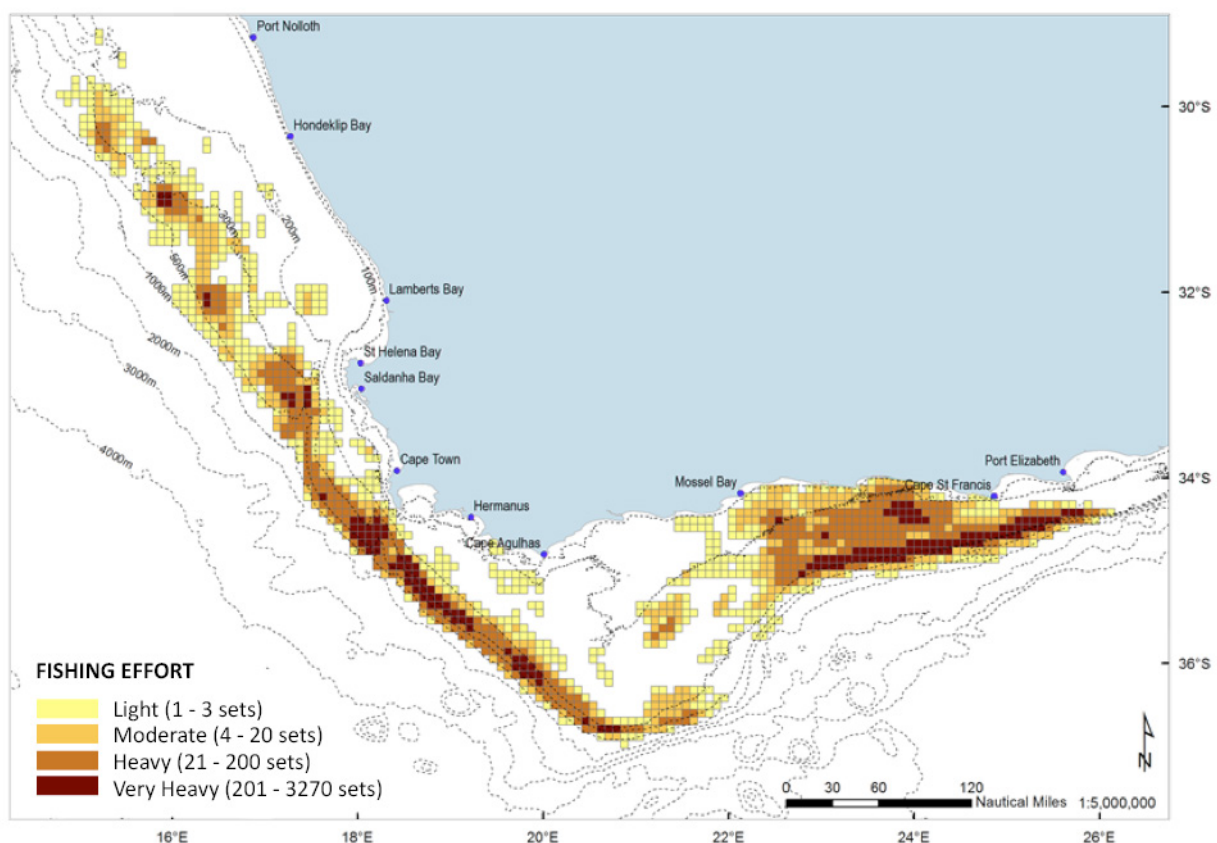 Port Nolloth
30°S
Hondeklip Bay
300m
200m
500m
100m
1000m
Lamberts Bay
32°S
2000m
St Helena Bay
3000m
Saldanha Bay
4000m
Cape Town
Port Elizabeth
Mossel Bay
Cape St Francis
34°S
Hermanus
Cape Agulhas
36°S
FISHING EFFORT
Light (1 - 3 sets)
Moderate (4 - 20 sets)
Heavy (21 - 200 sets)
Very Heavy (201 - 3270 sets)
N
0 30 60 120
Nautical Miles 1:5,000,000
16°E 18°E 20°E 22°E 24°E 26°E